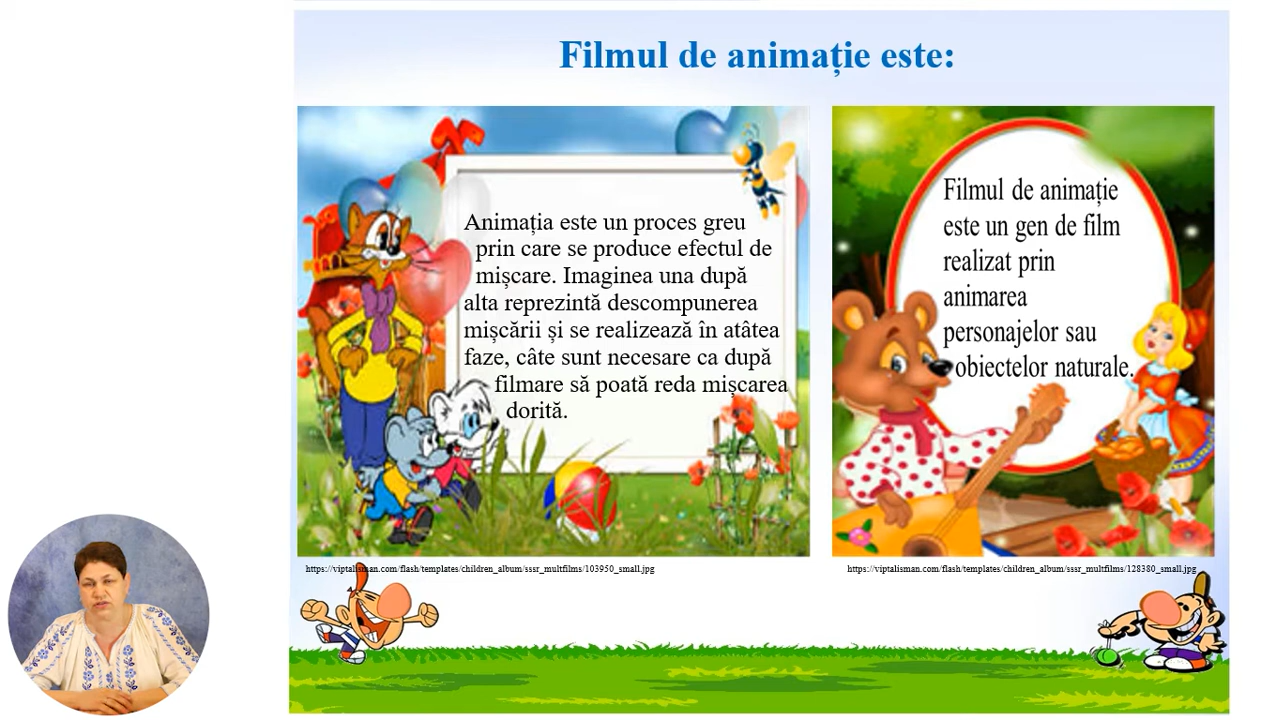 Filmul de animație este:
Animația este un proces greu
prin care se produce efectul de
mișcare. Imaginea una după
alta reprezintă descompunerea
mișcării și se realizează în atâtea
faze, câte sunt necesare ca după
filmare să poată reda mișcarea
dorită.
Filmul de animație
este un gen de film
realizat prin
animarea
personajelor sau
obiectelor naturale.
https://viptalisman.com/flash/templates/children_album/sssr_multfilms/103950_small.jpg
https://viptalisman.com/flash/templates/children_album/sssr_multfilms/128380_small.jpg